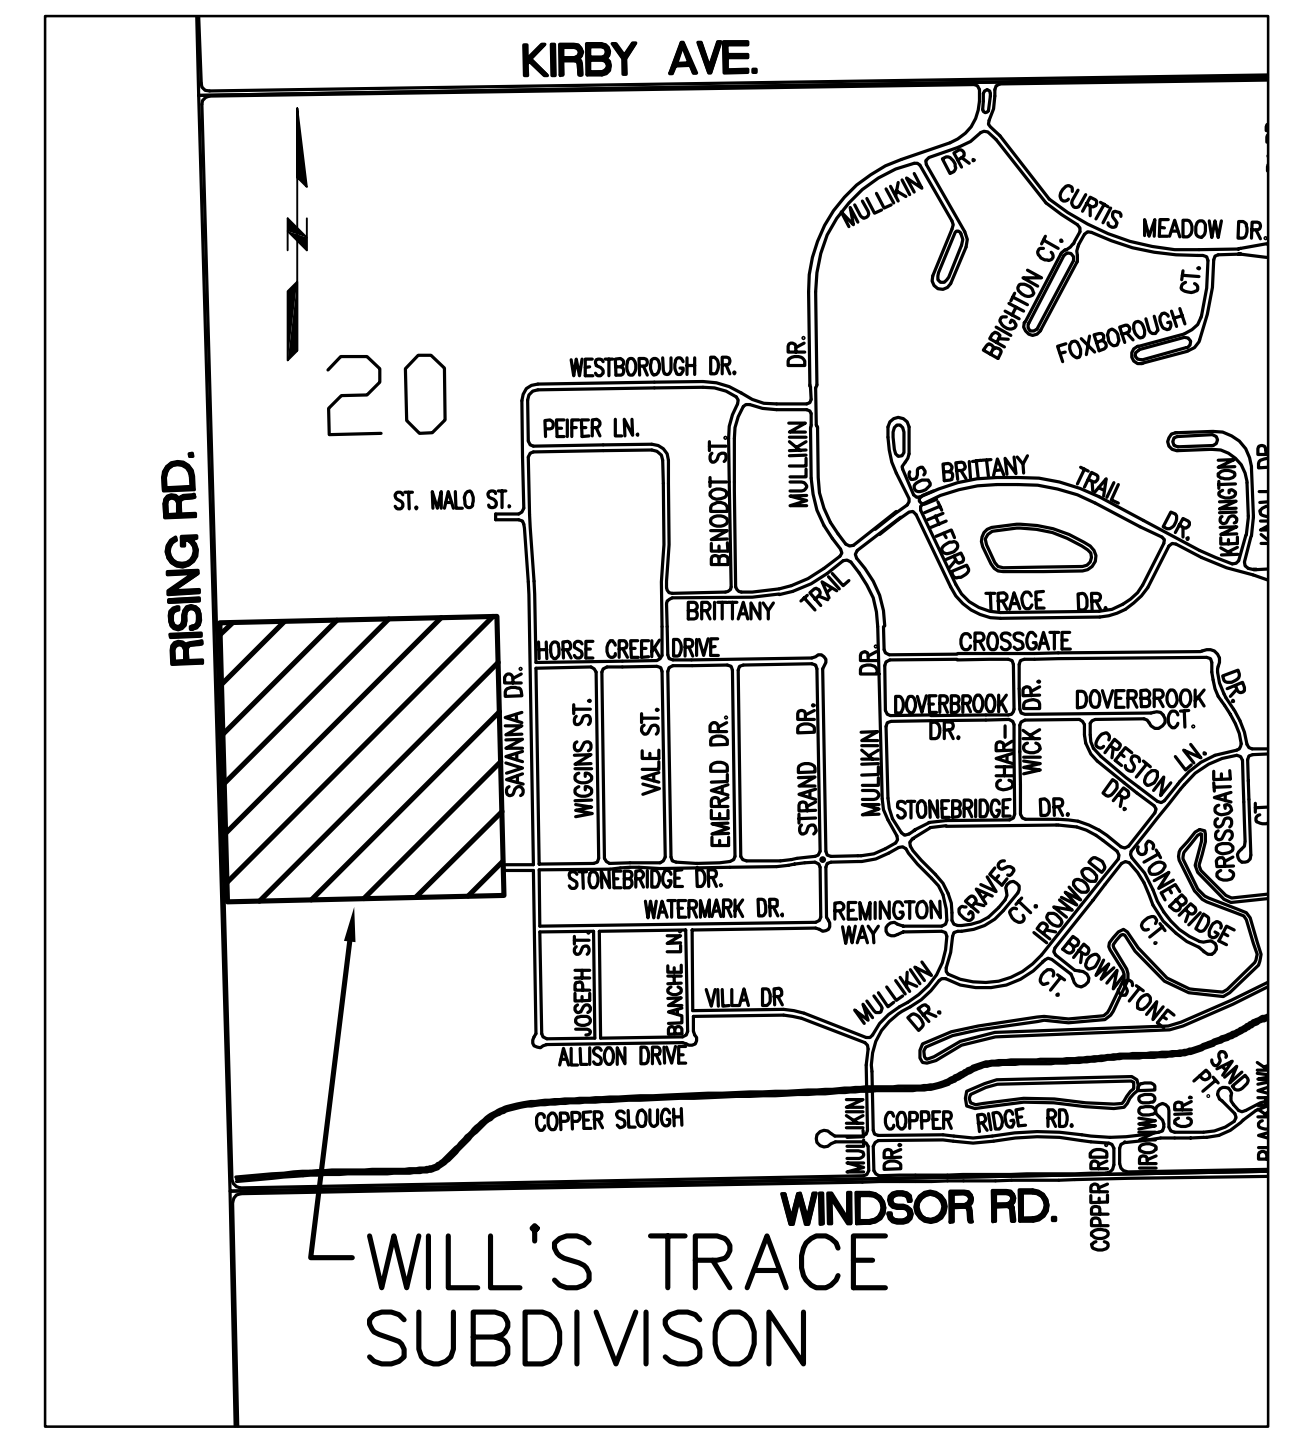 KIRBY AVE.
N
20
RISING RD.
MULLIKIN DR.
CURTIS MEADOW DR.
BRIGHTON CT.
FOXBOROUGH CT.
WESTBOROUGH DR.
DR.
MULLIKIN
PEIFER LN.
BENODOT ST.
ST. MALO ST.
SOUTHFORD
BRITTANY TRAIL DR.
KENSINGTON
KNOLL DR
BRITTANY TRAIL
TRACE DR.
HORSE CREEK DRIVE
CROSSGATE DR.
SAVANNA DR.
WIGGINS ST.
VALE ST.
EMERALD DR.
STRAND DR.
MULLIKIN DR.
DOVERBROOK
DR.
CHAR-
WICK DR.
DOVERBROOK
CT.
CRESTON LN.
DR.
CROSSGATE
CT
STONEBRIDGE DR.
STONEBRIDGE DR.
STONEBRIDGE
CT.
WATERMARK DR.
REMINGTON
WAY
GRAVES
CT.
IRONWOOD
BROWNSTONE
CT.
JOSEPH ST.
BLANCHE LN.
VILLA DR
MULLIKIN
DR.
ALLISON DRIVE
COPPER SLOUGH
MULLIKIN
DR.
COPPER RIDGE RD.
COPPER RD.
IRONWOOD
CIR.
SAND
PT.
BLACKHAWK
WINDSOR RD.
WILL'S TRACE
SUBDIVISON